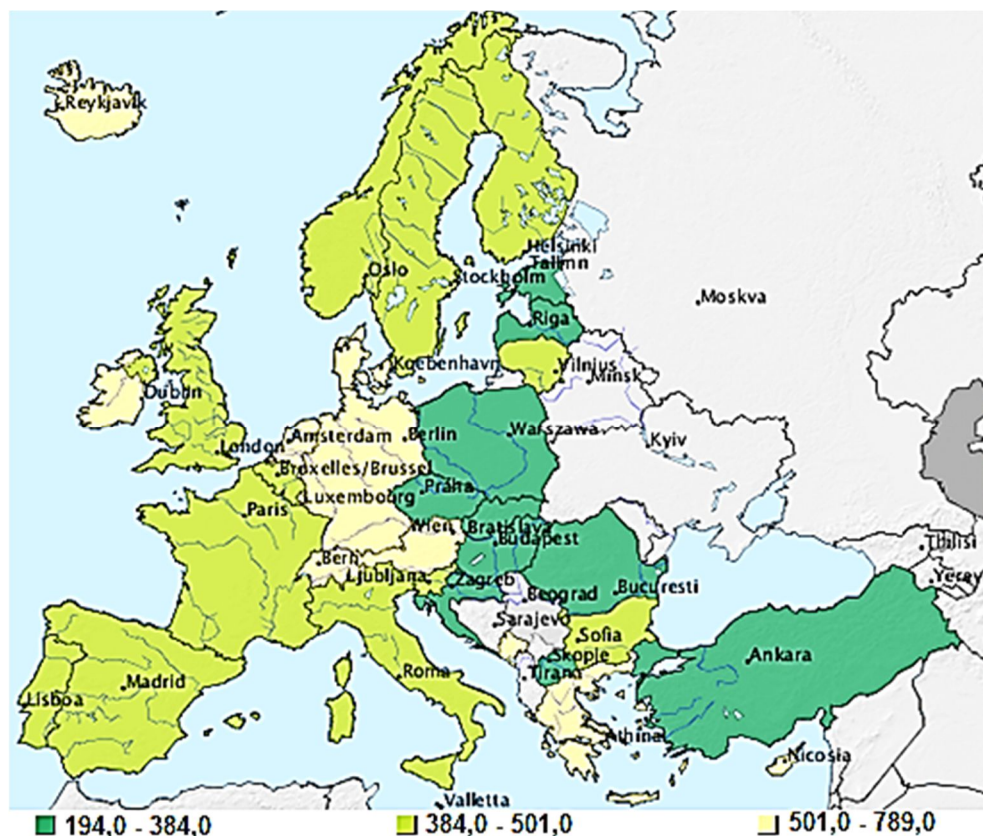 Reykjavik
Helsinki
Tallinn
Oslo
Stockholm
Moskva
Riga
Koebenhavn
Vilnius
Minsk
Dublin
London
Amsterdam
Berlin
Warszawa
Kyiv
Bruxelles/Brussel
Luxembourg
Praha
Paris
Wien
Bratislava
Budapest
Bern
Ljubljana
Zagreb
Tbilisi
Beograd
Bucuresti
Sarajevo
Sofia
Skopje
Tirana
Roma
Ankara
Madrid
Lisboa
Athina
Nicosia
Valletta
194,0 - 384,0
384,0 - 501,0
501,0 - 789,0